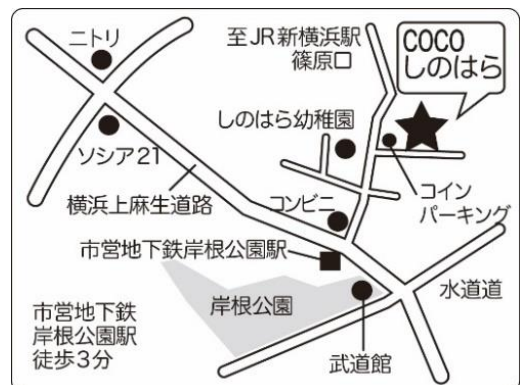 ニトリ
至JR新横浜駅
篠原口
COCO
しのはら
しのはら幼稚園
ソシア21
横浜上麻生道路
コンビニ
コイン
パーキング
市営地下鉄岸根公園駅
岸根公園
水道道
市営地下鉄
岸根公園駅
徒歩3分
武道館